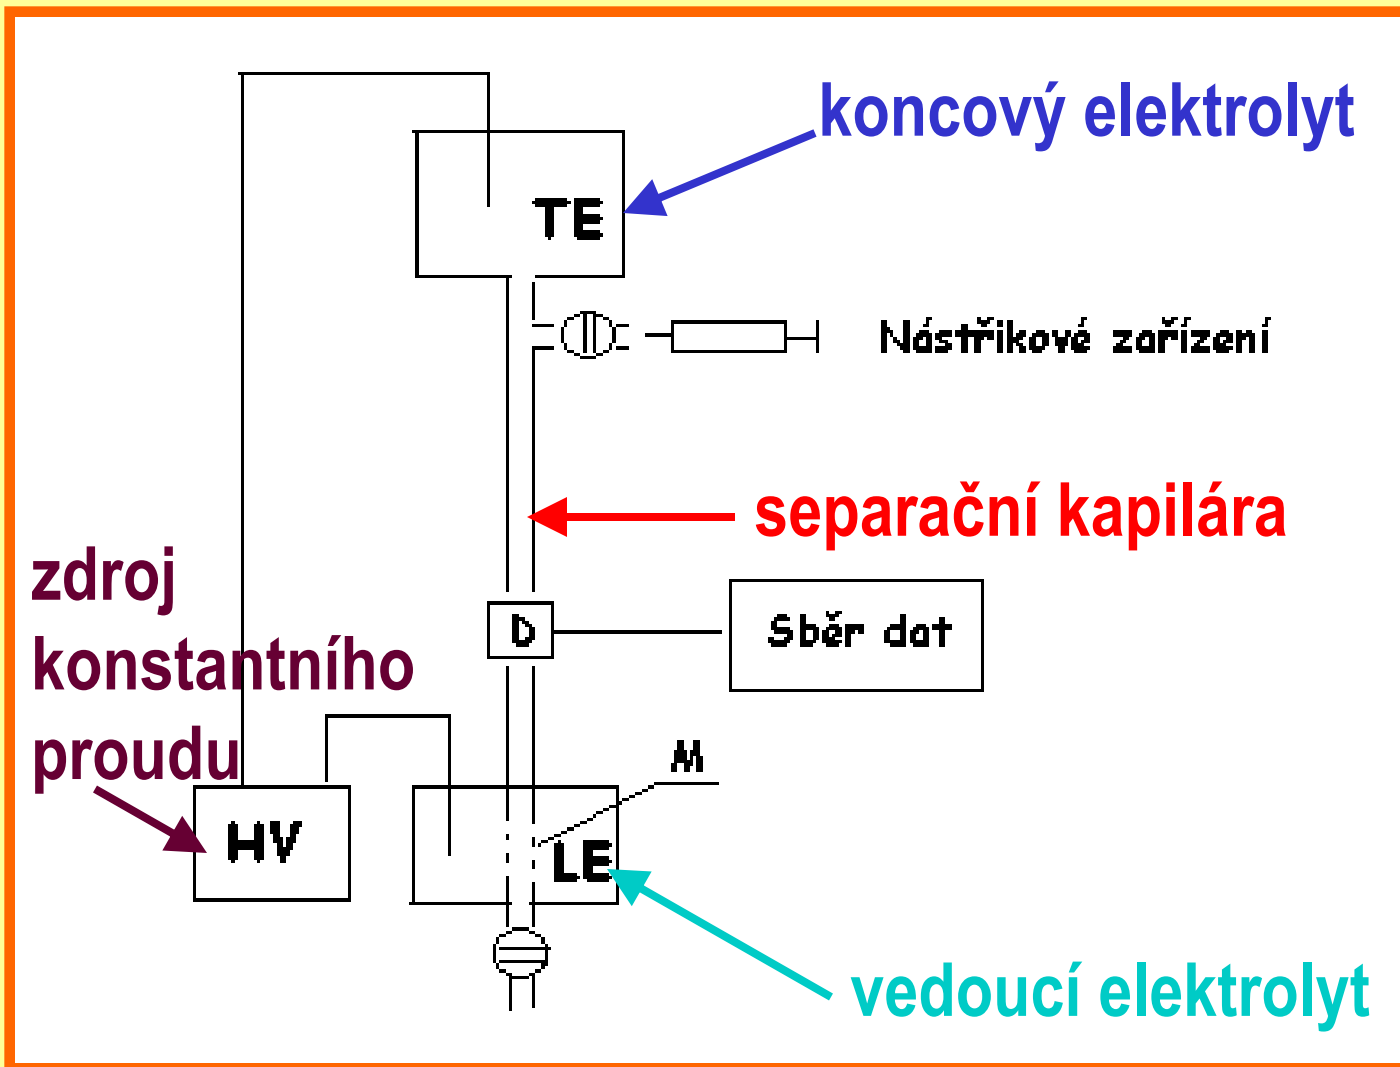 koncový elektrolyt
TE
Nástřikové zařízení
separační kapilára
zdroj
konstantního
proudu
D
Sběr dat
M
HV
LE
vedoucí elektrolyt